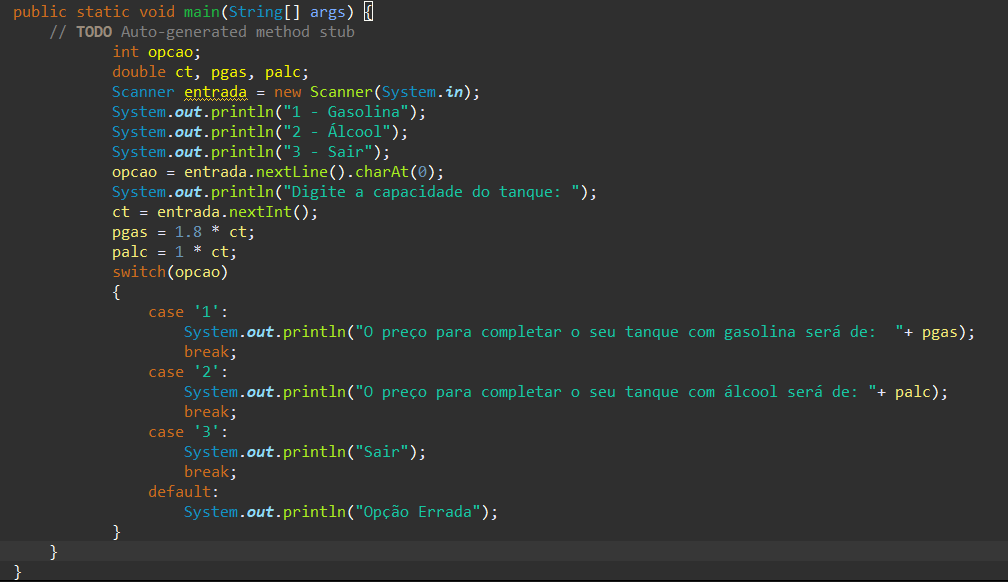 public static void main(String[] args) {
// TODO Auto-generated method stub
int opcao;
double ct, pgas, palc;
Scanner entrada = new Scanner(System.in);
System.out.println("1 - Gasolina");
System.out.println("2 - Álcool");
System.out.println("3 - Sair");
opcao = entrada.nextLine().charAt(0);
System.out.println("Digite a capacidade do tanque: ");
ct = entrada.nextInt();
pgas = 1.8 * ct;
palc = 1 * ct;
switch(opcao)
{
case '1':
System.out.println("O preço para completar o seu tanque com gasolina será de:  "+ pgas);
break;
case '2':
System.out.println("O preço para completar o seu tanque com álcool será de: "+ palc);
break;
case '3':
System.out.println("Sair");
break;
default:
System.out.println("Opção Errada");
}
}
}